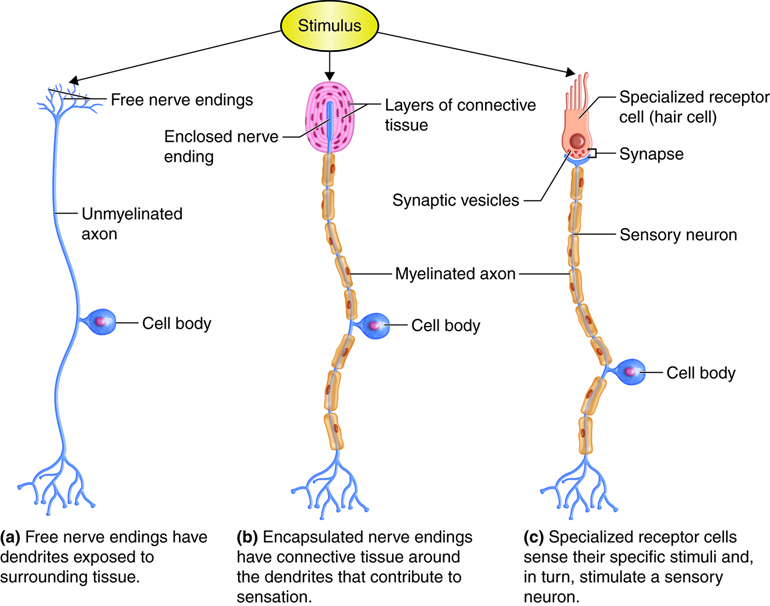 Stimulus
Free nerve endings
Unmyelinated
axon
Cell body
Enclosed nerve
ending
Layers of connective
tissue
Myelinated axon
Cell body
Specialized receptor
cell (hair cell)
Synapse
Synaptic vesicles
Sensory neuron
Cell body
(a) Free nerve endings have
dendrites exposed to
surrounding tissue.
(b) Encapsulated nerve endings
have connective tissue around
the dendrites that contribute to
sensation.
(c) Specialized receptor cells
sense their specific stimuli and,
in turn, stimulate a sensory
neuron.